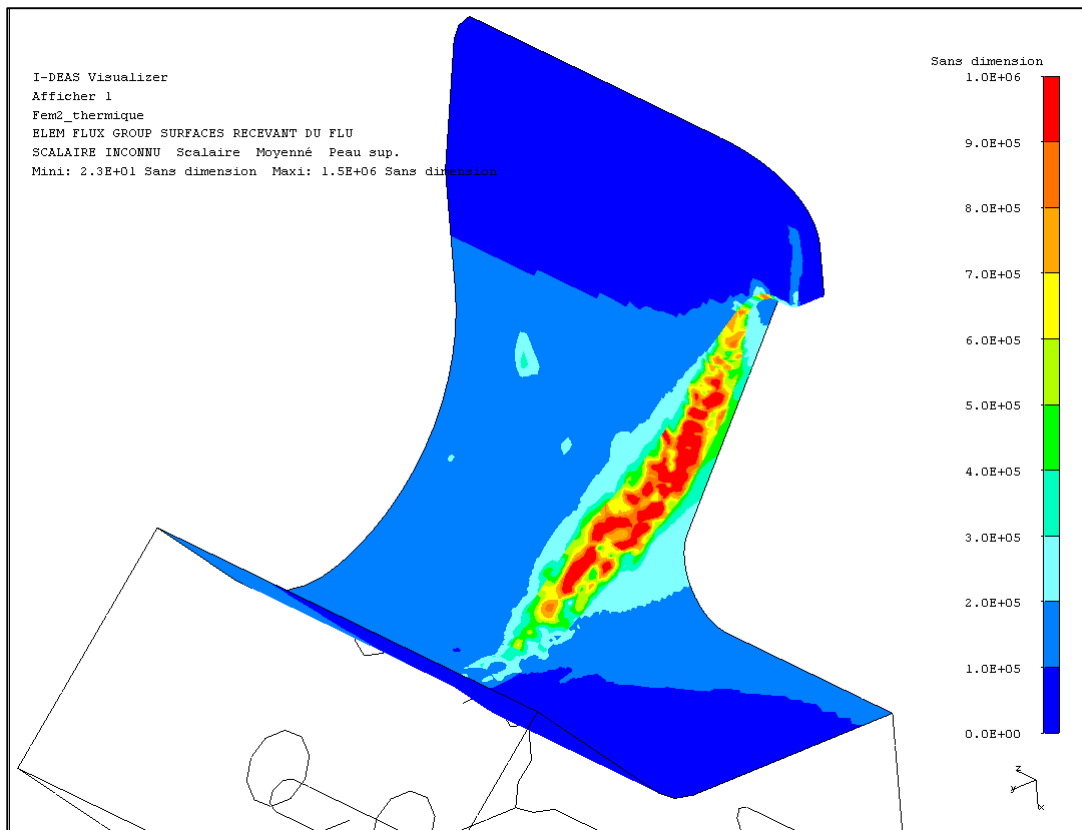 I-DEAS Visualizer
Afficher 1
Fem2_thermique
ELEM FLUX GROUP SURFACES RECEVANT DU FLU
SCALAIRE INCONNU Scalaire Moyenné Peau sup.
Mini: 2.3E+01 Sans dimension Maxi: 1.5E+06 Sans dimension
Sans dimension
1.0E+06
9.0E+05
8.0E+05
7.0E+05
6.0E+05
5.0E+05
4.0E+05
3.0E+05
2.0E+05
1.0E+05
0.0E+00
z
y
x